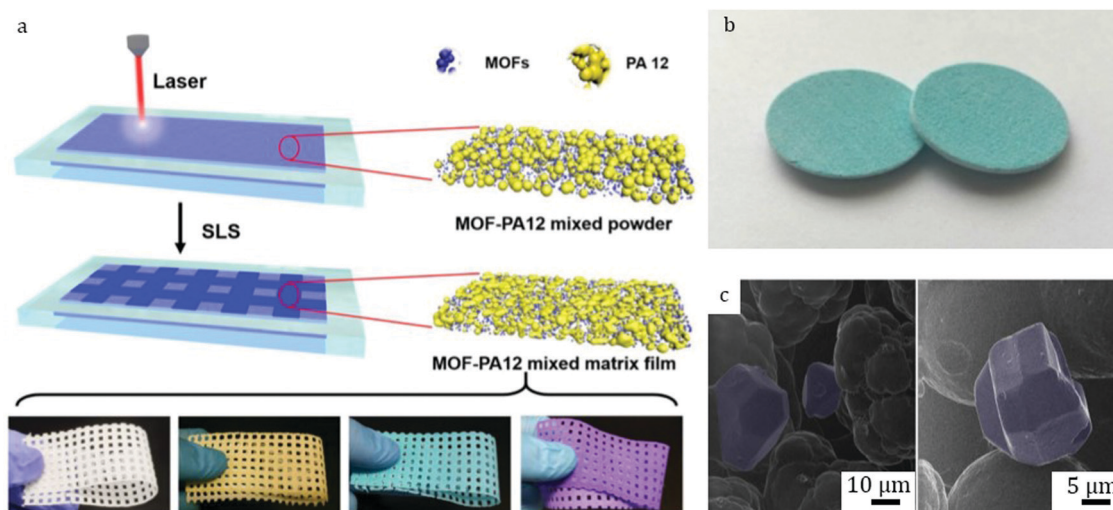 a
Laser
MOFs
PA 12
MOF-PA12 mixed powder
SLS
MOF-PA12 mixed matrix film
b
c
10 μm
5 μm